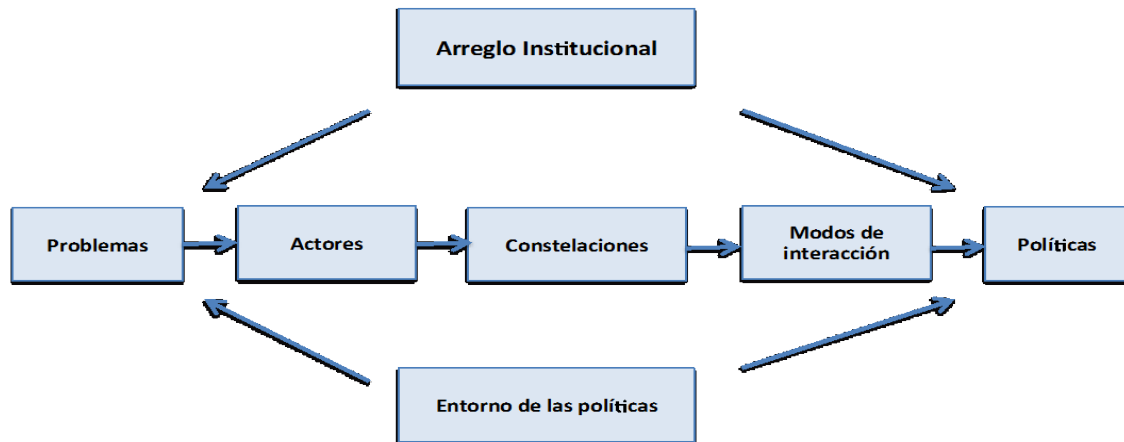 Arreglo Institucional
Problemas
Actores
Constelaciones
Modos de
interacción
Políticas
Entorno de las políticas